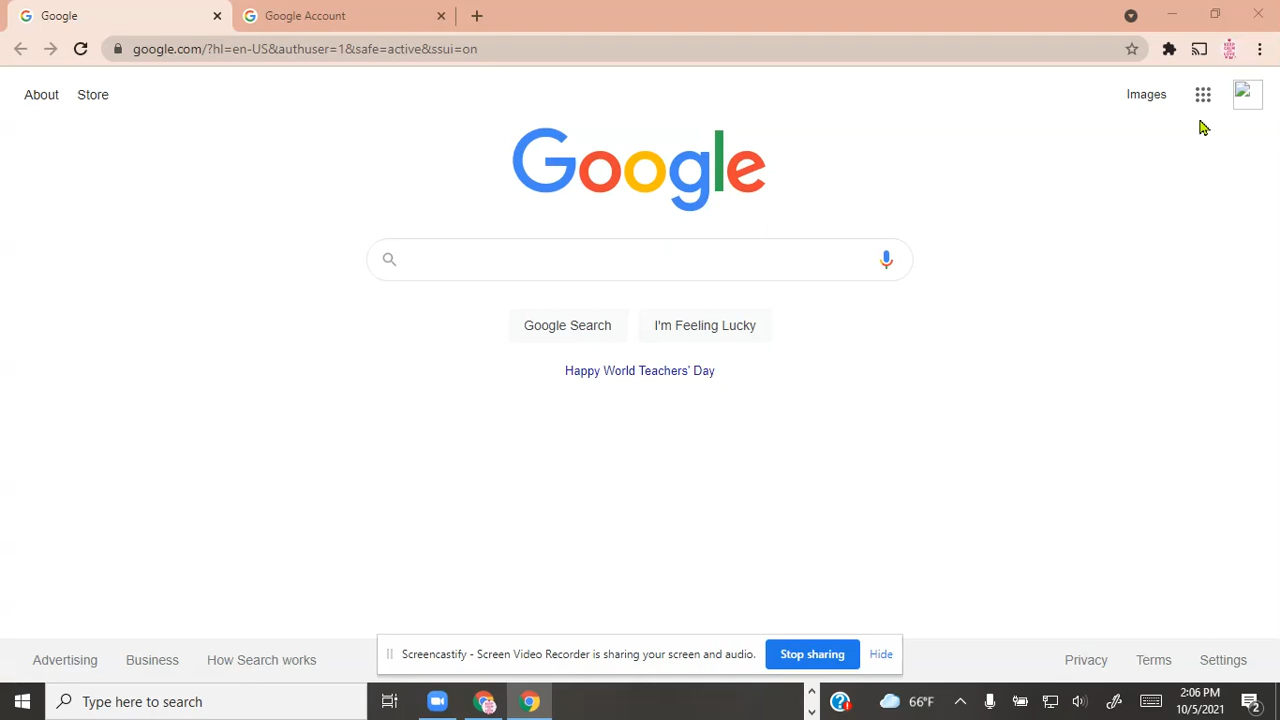 Google
Google Account
google.com/?hl=en-US&authuser=1&safe=active&ssui=on
About
Store
Images
Google
Google Search
I'm Feeling Lucky
Happy World Teachers' Day
Advertising
Business
How Search works
Screencastify - Screen Video Recorder is sharing your screen and audio.
Stop sharing
Hide
Privacy
Terms
Settings
Type here to search
66°F
2:06 PM
10/5/2021
2